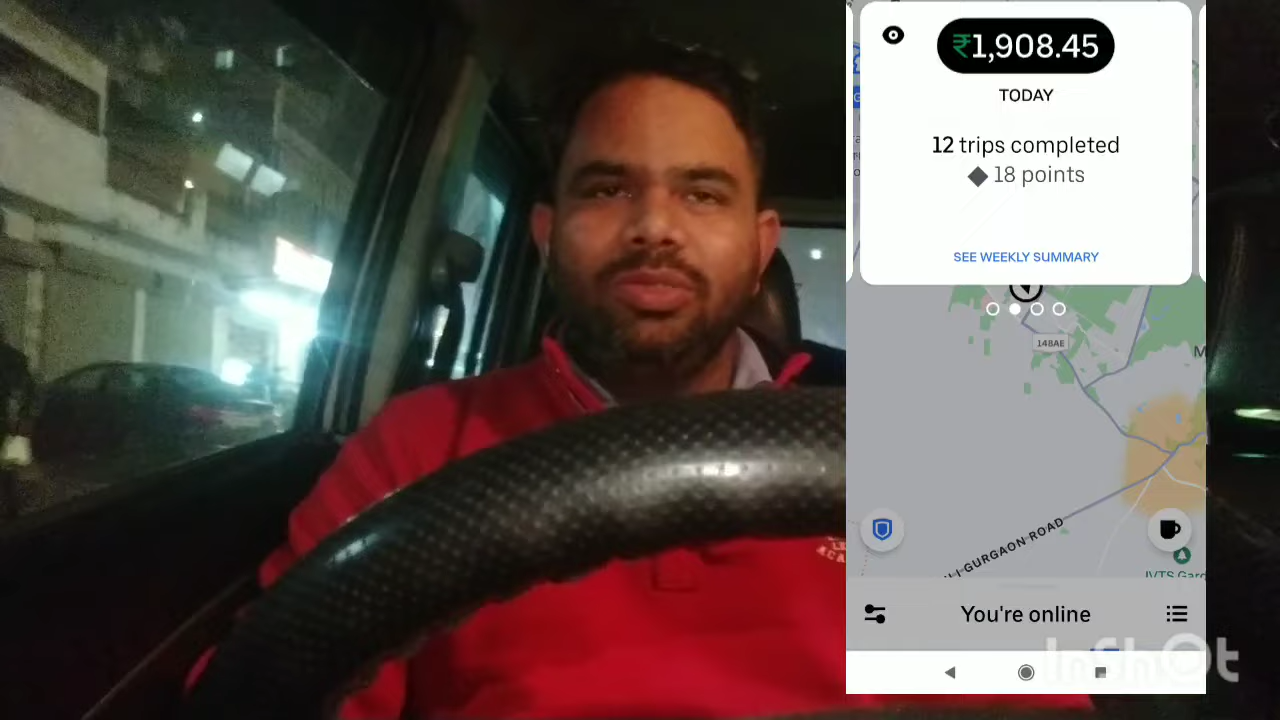 ₹1,908.45
TODAY
12 trips completed
18 points
SEE WEEKLY SUMMARY
148AE
GURGAON ROAD
You're online
InShot